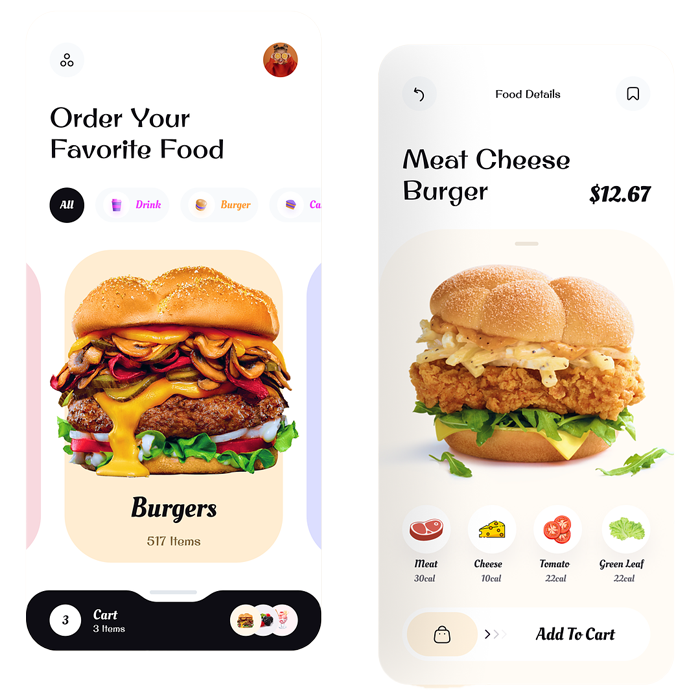 Order Your
Favorite Food
All
Drink
Burger
Ca
Burgers
517 Items
3
Cart
3 Items
Food Details
Meat Cheese
Burger
$12.67
Meat
30cal
Cheese
10cal
Tomato
22cal
Green Leaf
22cal
Add To Cart